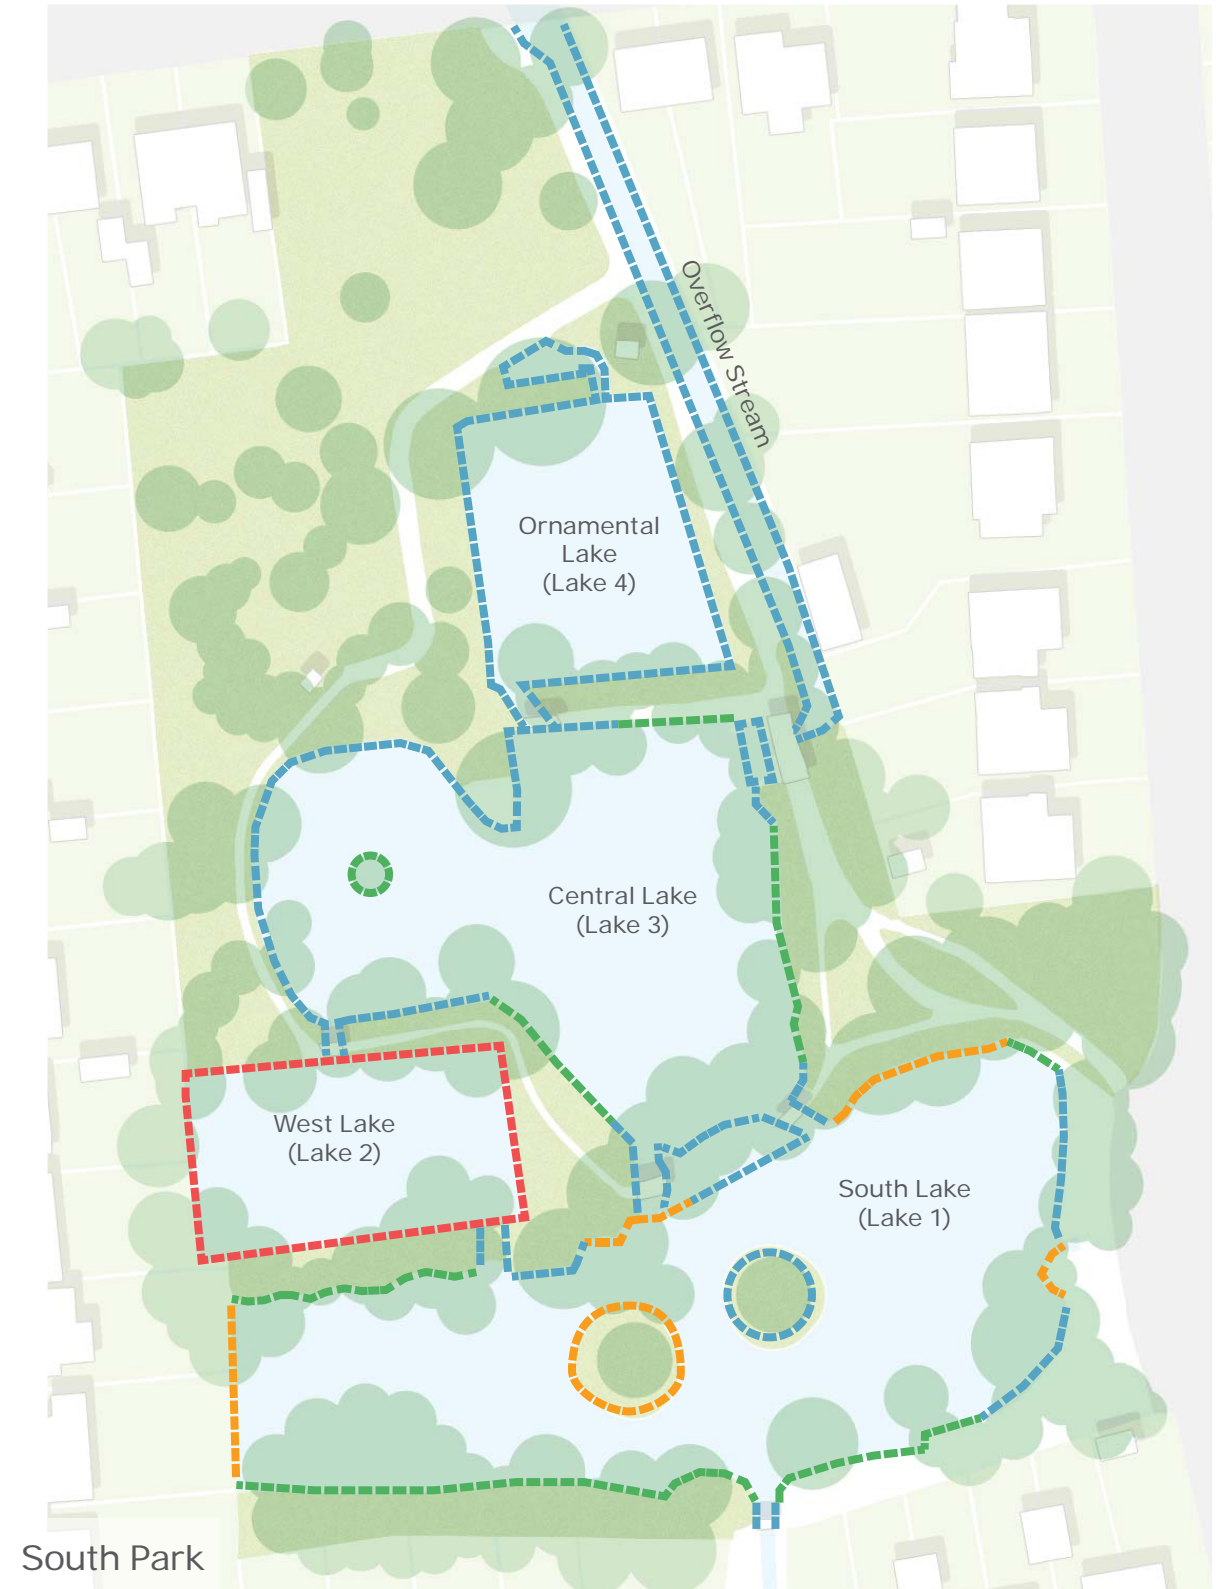 Overflow Stream
Ornamental
Lake
(Lake 4)
Central Lake
(Lake 3)
West Lake
(Lake 2)
South Lake
(Lake 1)
South Park